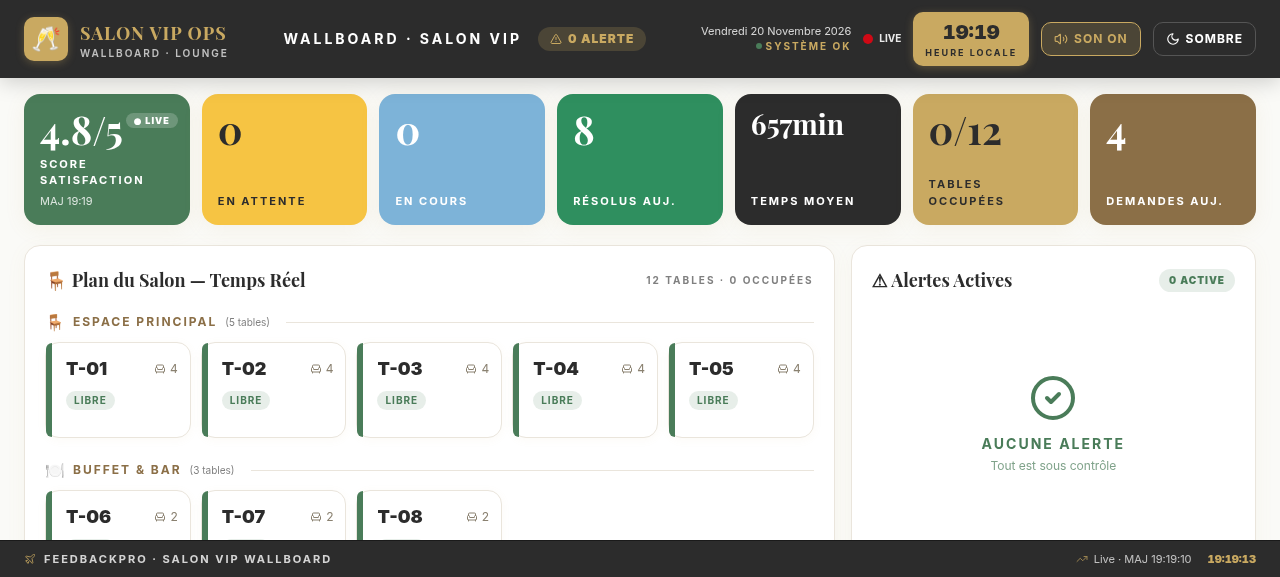 SALON VIP OPS
WALLBOARD · LOUNGE
WALLBOARD · SALON VIP
0 ALERTE
Vendredi 20 Novembre 2026
SYSTÈME OK
LIVE
19:19
HEURE LOCALE
SON ON
SOMBRE
4.8/5
LIVE
SCORE
SATISFACTION
MAJ 19:19
0
EN ATTENTE
0
EN COURS
8
RÉSOLUS AUJ.
657min
TEMPS MOYEN
0/12
TABLES
OCCUPÉES
4
DEMANDES AUJ.
Plan du Salon — Temps Réel
12 TABLES · 0 OCCUPÉES
ESPACE PRINCIPAL (5 tables)
T-01 4
LIBRE
T-02 4
LIBRE
T-03 4
LIBRE
T-04 4
LIBRE
T-05 4
LIBRE
BUFFET & BAR (3 tables)
T-06 2
T-07 2
T-08 2
⚠ Alertes Actives
0 ACTIVE
AUCUNE ALERTE
Tout est sous contrôle
FEEDBACKPRO · SALON VIP WALLBOARD
Live · MAJ 19:19:10
19:19:13